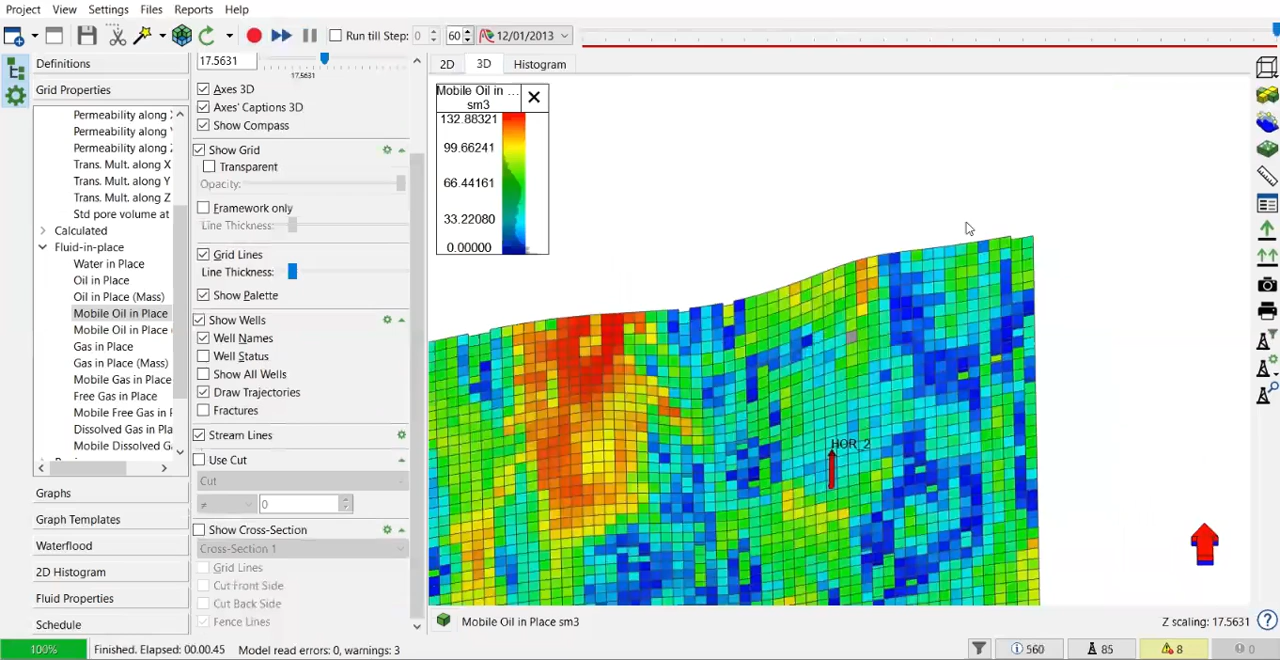 Project View Settings Files Reports Help
Run till Step: 0 60 12/01/2013
Definitions
Grid Properties
Permeability along X
Permeability along Y
Permeability along Z
Trans. Mult. along X
Trans. Mult. along Y
Trans. Mult. along Z
Std pore volume at
Calculated
Fluid-in-place
Water in Place
Oil in Place
Oil in Place (Mass)
Mobile Oil in Place
Mobile Oil in Place (
Gas in Place
Gas in Place (Mass)
Mobile Gas in Place
Free Gas in Place
Mobile Free Gas in P
Dissolved Gas in Pl
Mobile Dissolved G
Graphs
Graph Templates
Waterflood
2D Histogram
Fluid Properties
Schedule
17.5631
17.5631
Axes 3D
Axes' Captions 3D
Show Compass
Show Grid
Transparent
Opacity:
Framework only
Line Thickness:
Grid Lines
Line Thickness:
Show Palette
Show Wells
Well Names
Well Status
Show All Wells
Draw Trajectories
Fractures
Stream Lines
Use Cut
Cut
≠ 0
Show Cross-Section
Cross-Section 1
Grid Lines
Cut Front Side
Cut Back Side
Fence Lines
2D 3D Histogram
Mobile Oil in ...
sm3
132.88321
99.66241
66.44161
33.22080
0.00000
HOR_2
Mobile Oil in Place sm3
Z scaling: 17.5631
100% Finished. Elapsed: 00.00.45 Model read errors: 0, warnings: 3
560 85 8 0